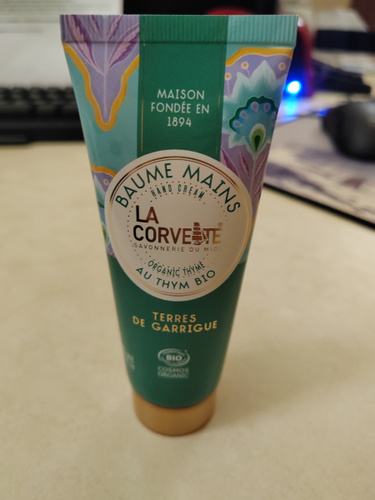 MAISON
FONDÉE EN
1894
BAUME MAINS
HAND CREAM
LA
CORVETTE
SAVONNERIE DU MIDI
ORGANIC THYME
AU THYM BIO
TERRES
DE GARRIGUE
BIO
COSMOS
ORGANIC